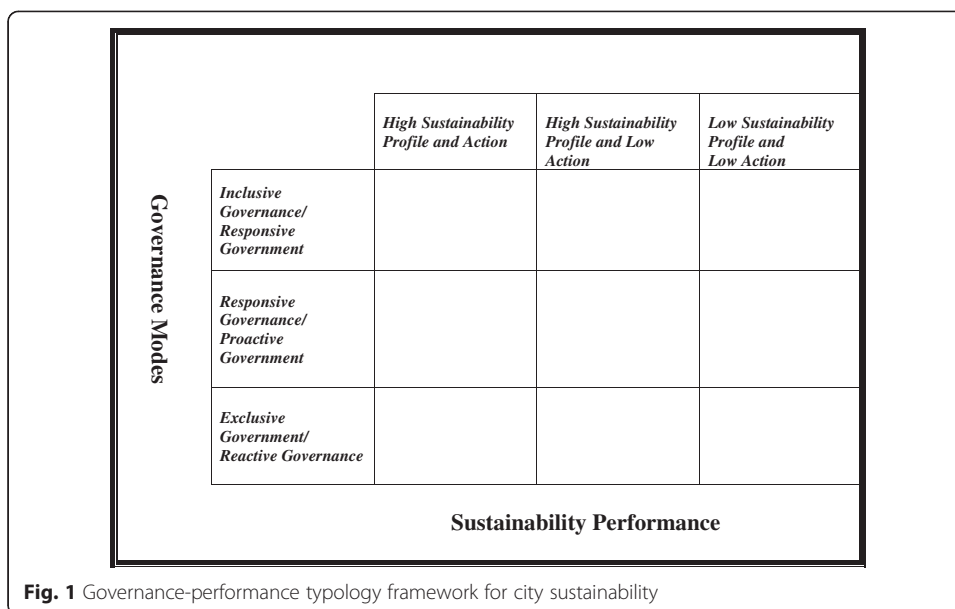 High Sustainability
Profile and Action
High Sustainability
Profile and Low
Action
Low Sustainability
Profile and
Low Action
Governance Modes
Inclusive
Governance/
Responsive
Government
Responsive
Governance/
Proactive
Government
Exclusive
Government/
Reactive Governance
Sustainability Performance
Fig. 1 Governance-performance typology framework for city sustainability